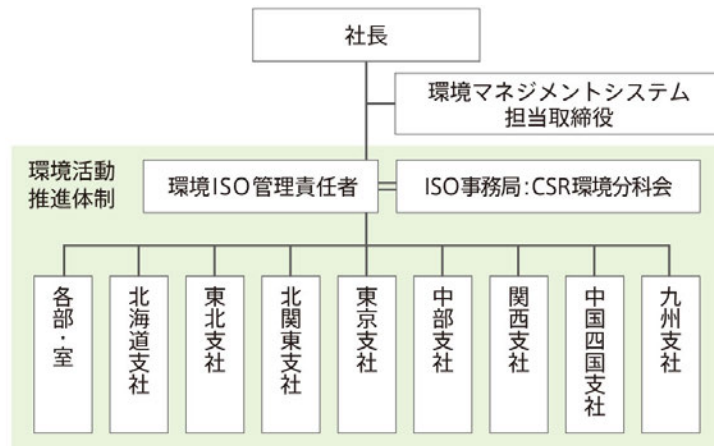 社長
環境マネジメントシステム
担当取締役
環境活動
推進体制
環境ISO管理責任者
ISO事務局:CSR環境分科会
各部・室
北海道支社
東北支社
北関東支社
東京支社
中部支社
関西支社
中国四国支社
九州支社